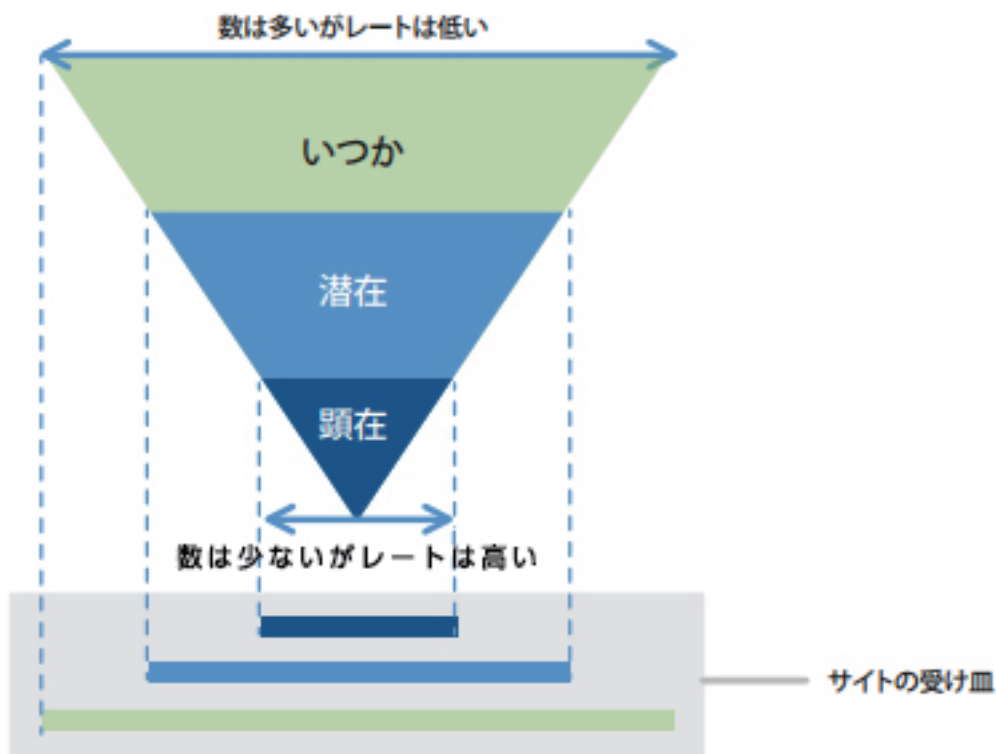 数は多いがレートは低い
いつか
潜在
顕在
数は少ないがレートは高い
サイトの受け皿